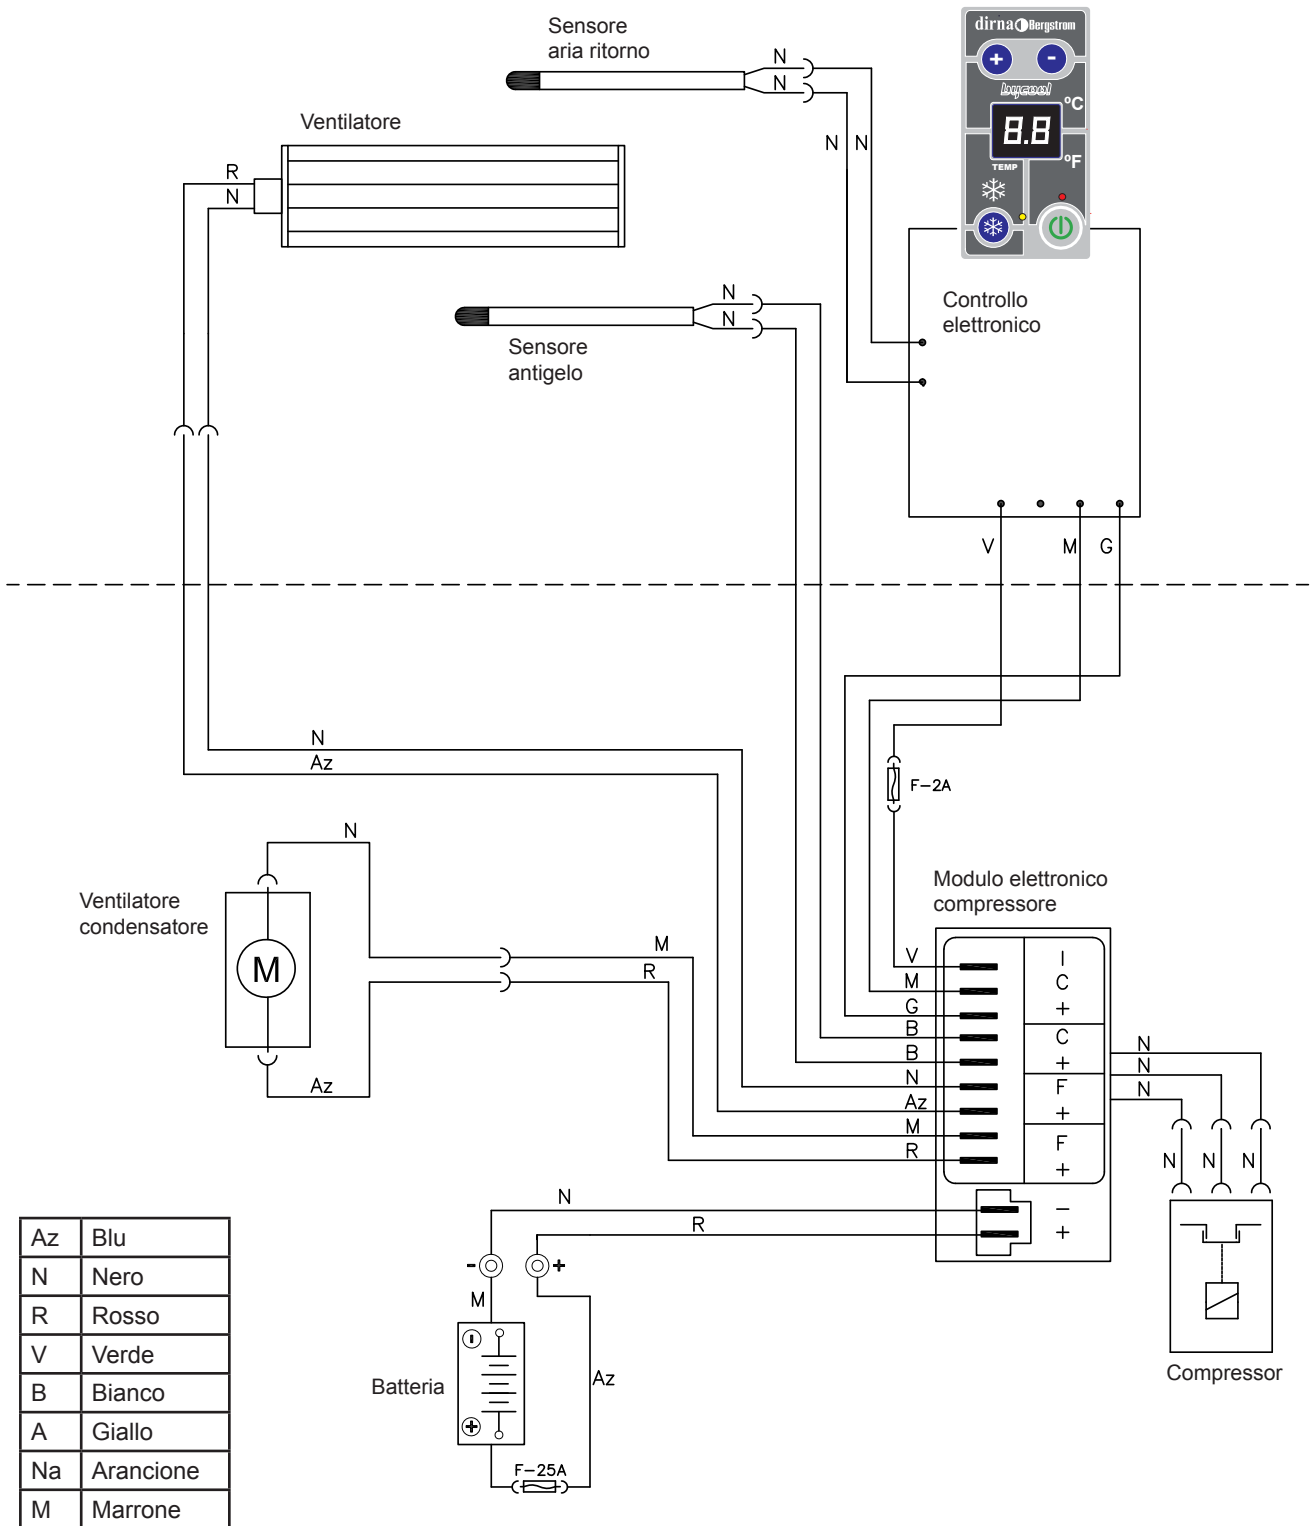 Sensore
aria ritorno
N
N
N N
dirna Bergstrom
+ -
bycool
°C
8.8
°F
TEMP
Ventilatore
R
N
N
N
Sensore
antigelo
Controllo
elettronico
V M G
N
Az
F-2A
N
Ventilatore
condensatore
M
Az
M
R
Modulo elettronico
compressore
V I
M C
G +
B C
B +
N F
Az +
M F
R +
N
N
N
N N N
N -
R +
- +
M
Batteria
Az
F-25A
Compressor
Az Blu
N Nero
R Rosso
V Verde
B Bianco
A Giallo
Na Arancione
M Marrone